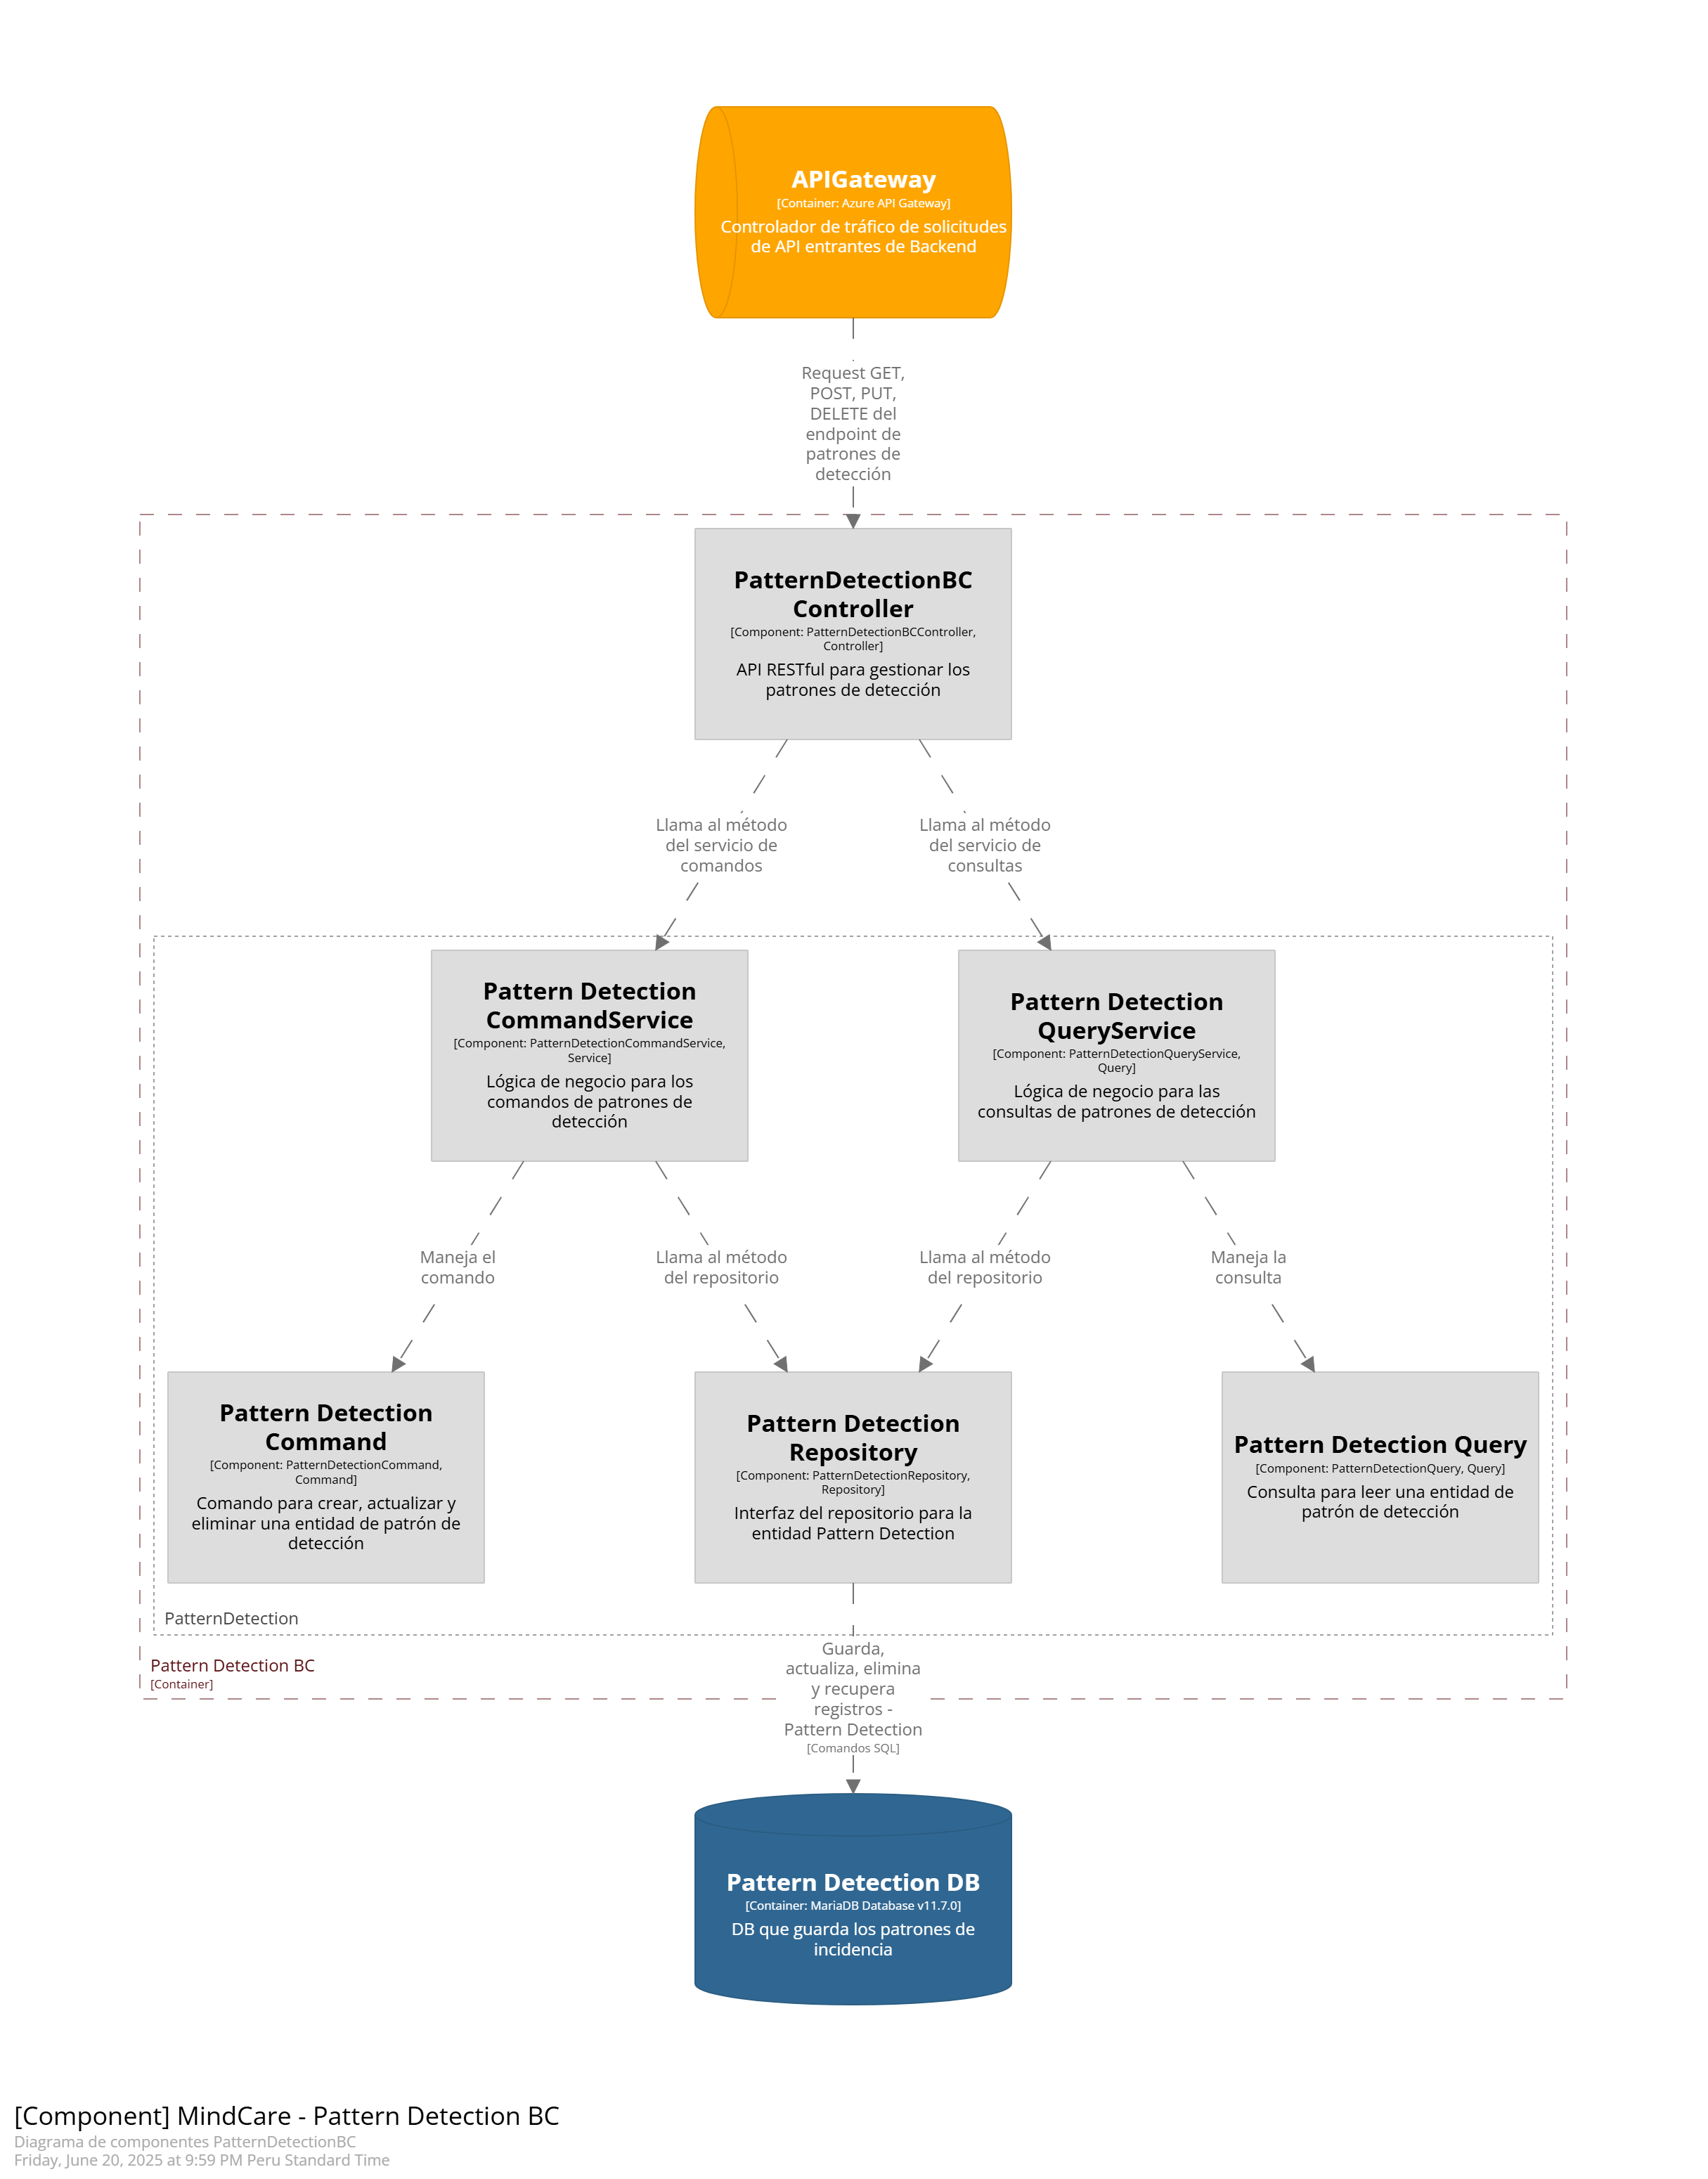 APIGateway
[Container: Azure API Gateway]
Controlador de tráfico de solicitudes
de API entrantes de Backend
Request GET,
POST, PUT,
DELETE del
endpoint de
patrones de
detección
PatternDetectionBC
Controller
[Component: PatternDetectionBCController,
Controller]
API RESTful para gestionar los
patrones de detección
Llama al método
del servicio de
comandos
Llama al método
del servicio de
consultas
Pattern Detection
CommandService
[Component: PatternDetectionCommandService,
Service]
Lógica de negocio para los
comandos de patrones de
detección
Pattern Detection
QueryService
[Component: PatternDetectionQueryService,
Query]
Lógica de negocio para las
consultas de patrones de detección
Maneja el
comando
Llama al método
del repositorio
Llama al método
del repositorio
Maneja la
consulta
Pattern Detection
Command
[Component: PatternDetectionCommand,
Command]
Comando para crear, actualizar y
eliminar una entidad de patrón de
detección
Pattern Detection
Repository
[Component: PatternDetectionRepository,
Repository]
Interfaz del repositorio para la
entidad Pattern Detection
Pattern Detection Query
[Component: PatternDetectionQuery, Query]
Consulta para leer una entidad de
patrón de detección
PatternDetection
Pattern Detection BC
[Container]
Guarda,
actualiza, elimina
y recupera
registros -
Pattern Detection
[Comandos SQL]
Pattern Detection DB
[Container: MariaDB Database v11.7.0]
DB que guarda los patrones de
incidencia
[Component] MindCare - Pattern Detection BC
Diagrama de componentes PatternDetectionBC
Friday, June 20, 2025 at 9:59 PM Peru Standard Time